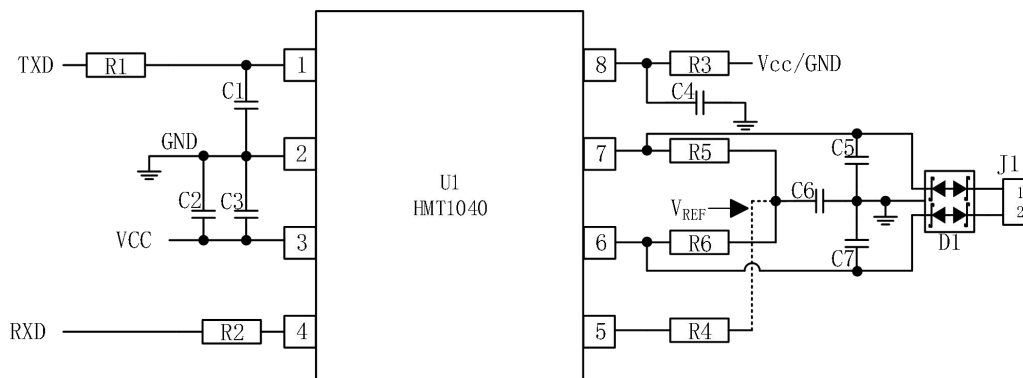 TXD
R1
1
8
R3
Vcc/GND
C1
C4
GND
2
7
R5
C5
J1
C2
C3
U1
HMT1040
VREF
C6
1
2
VCC
3
6
R6
C7
D1
RXD
R2
4
5
R4